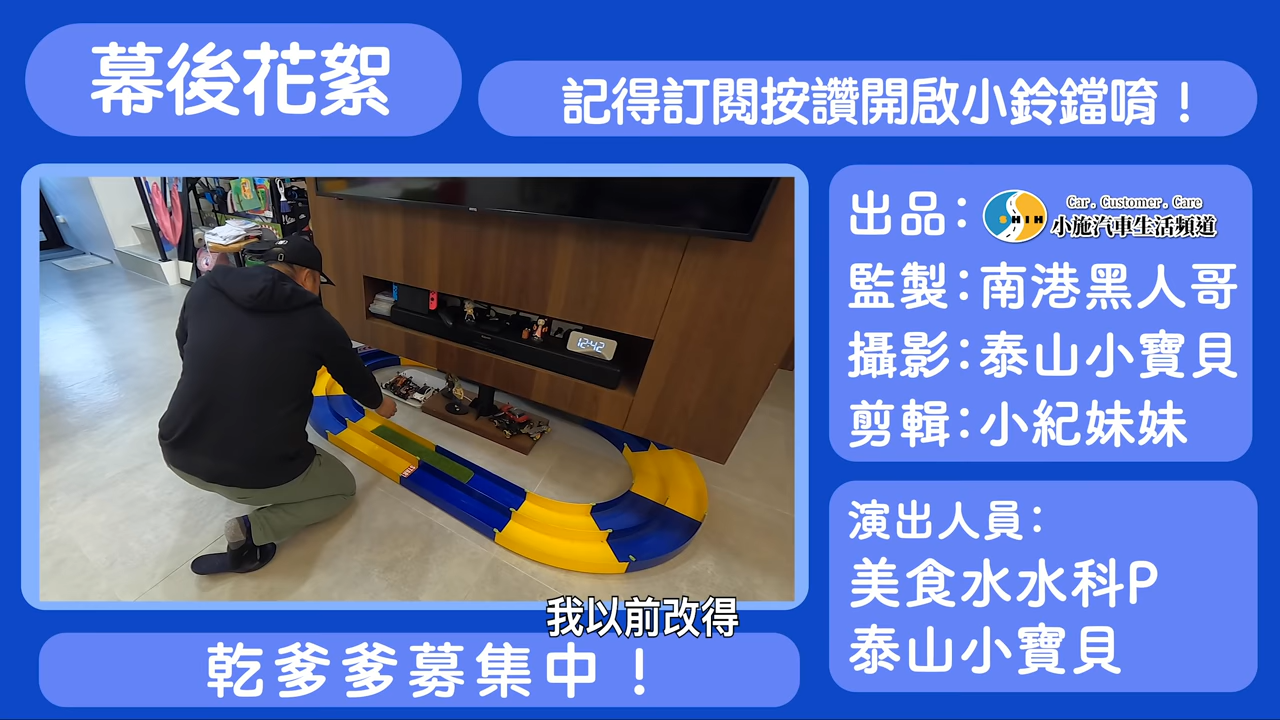 幕後花絮
記得訂閱按讚開啟小鈴鐺唷！
12:42
我以前改得
乾爹爹募集中！
出品：
SHIH
Car. Customer. Care
小施汽車生活頻道
監製：南港黑人哥
攝影：泰山小寶貝
剪輯：小紀妹妹
演出人員：
美食水水科P
泰山小寶貝